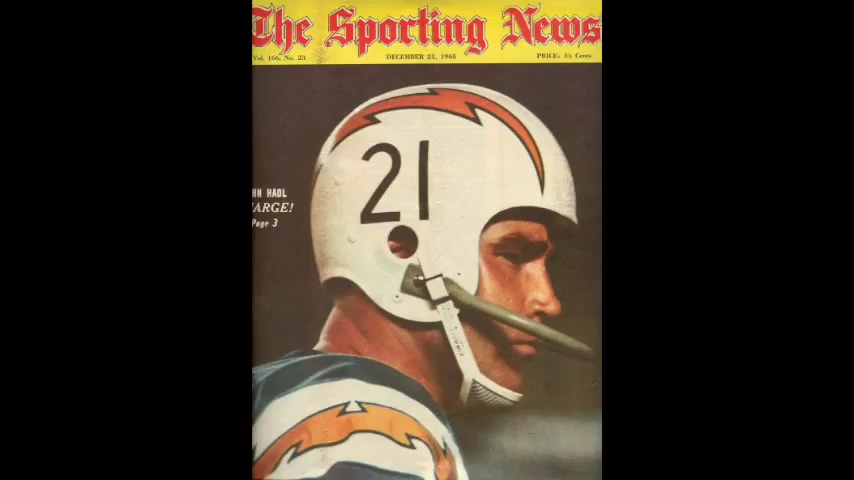 The Sporting News
Vol. 166, No. 23 DECEMBER 21, 1968 PRICE: 35 Cents
HN HADL
ARGE!
Page 3
21